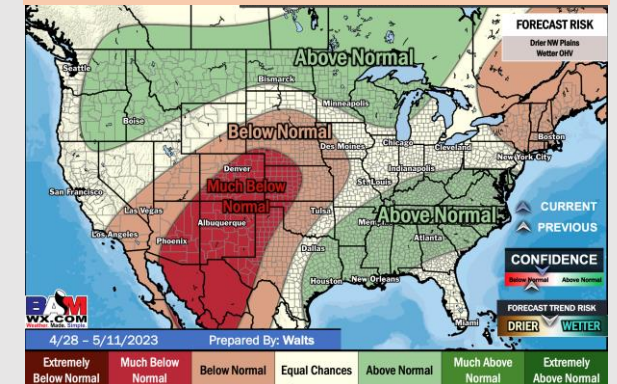 FORECAST RISK
Drier NW Plains
Wetter OHV
Above Normal
Seattle
Bismarck
Minneapolis
Boise
Below Normal
Boston
Des Moines
Chicago
Cleveland
New York City
Denver
Indianapolis
Much Below
Normal
St. Louis
San Francisco
Las Vegas
Tulsa
Above Normal
CURRENT
Albuquerque
Los Angeles
Phoenix
Atlanta
PREVIOUS
Dallas
CONFIDENCE
Below Normal Above Normal
Houston
New Orleans
BAM
WX.COM
Weather. Made. Simple.
FORECAST TREND RISK
DRIER WETTER
Miami
4/28 - 5/11/2023 Prepared By: Walts
Extremely
Below Normal
Much Below
Normal
Below Normal
Equal Chances
Above Normal
Much Above
Normal
Extremely
Above Normal